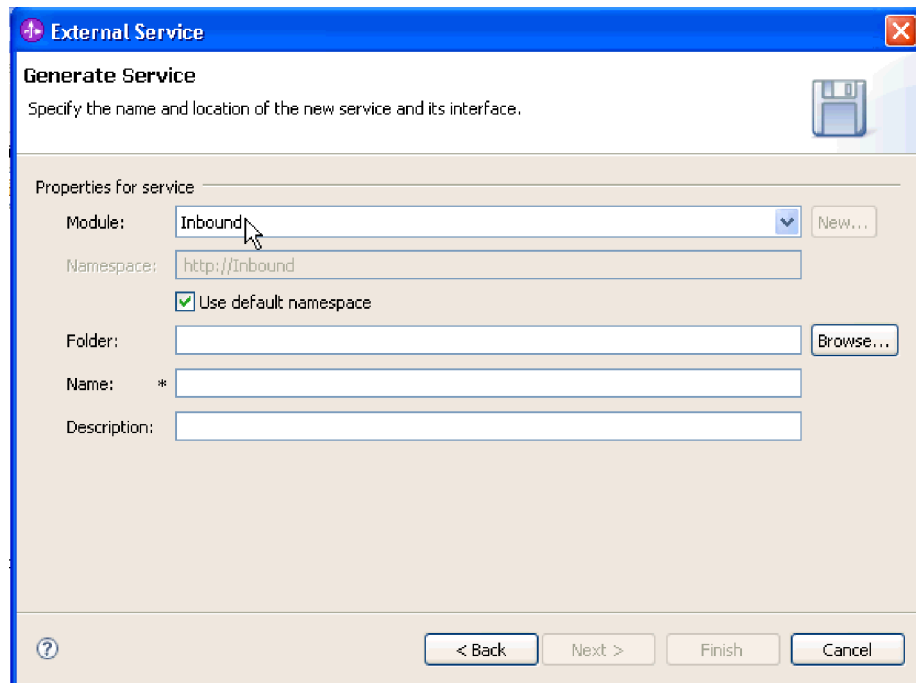 External Service
Generate Service
Specify the name and location of the new service and its interface.
Properties for service
Module: Inbound New...
Namespace: http://Inbound
Use default namespace
Folder: Browse...
Name: *
Description:
< Back Next > Finish Cancel